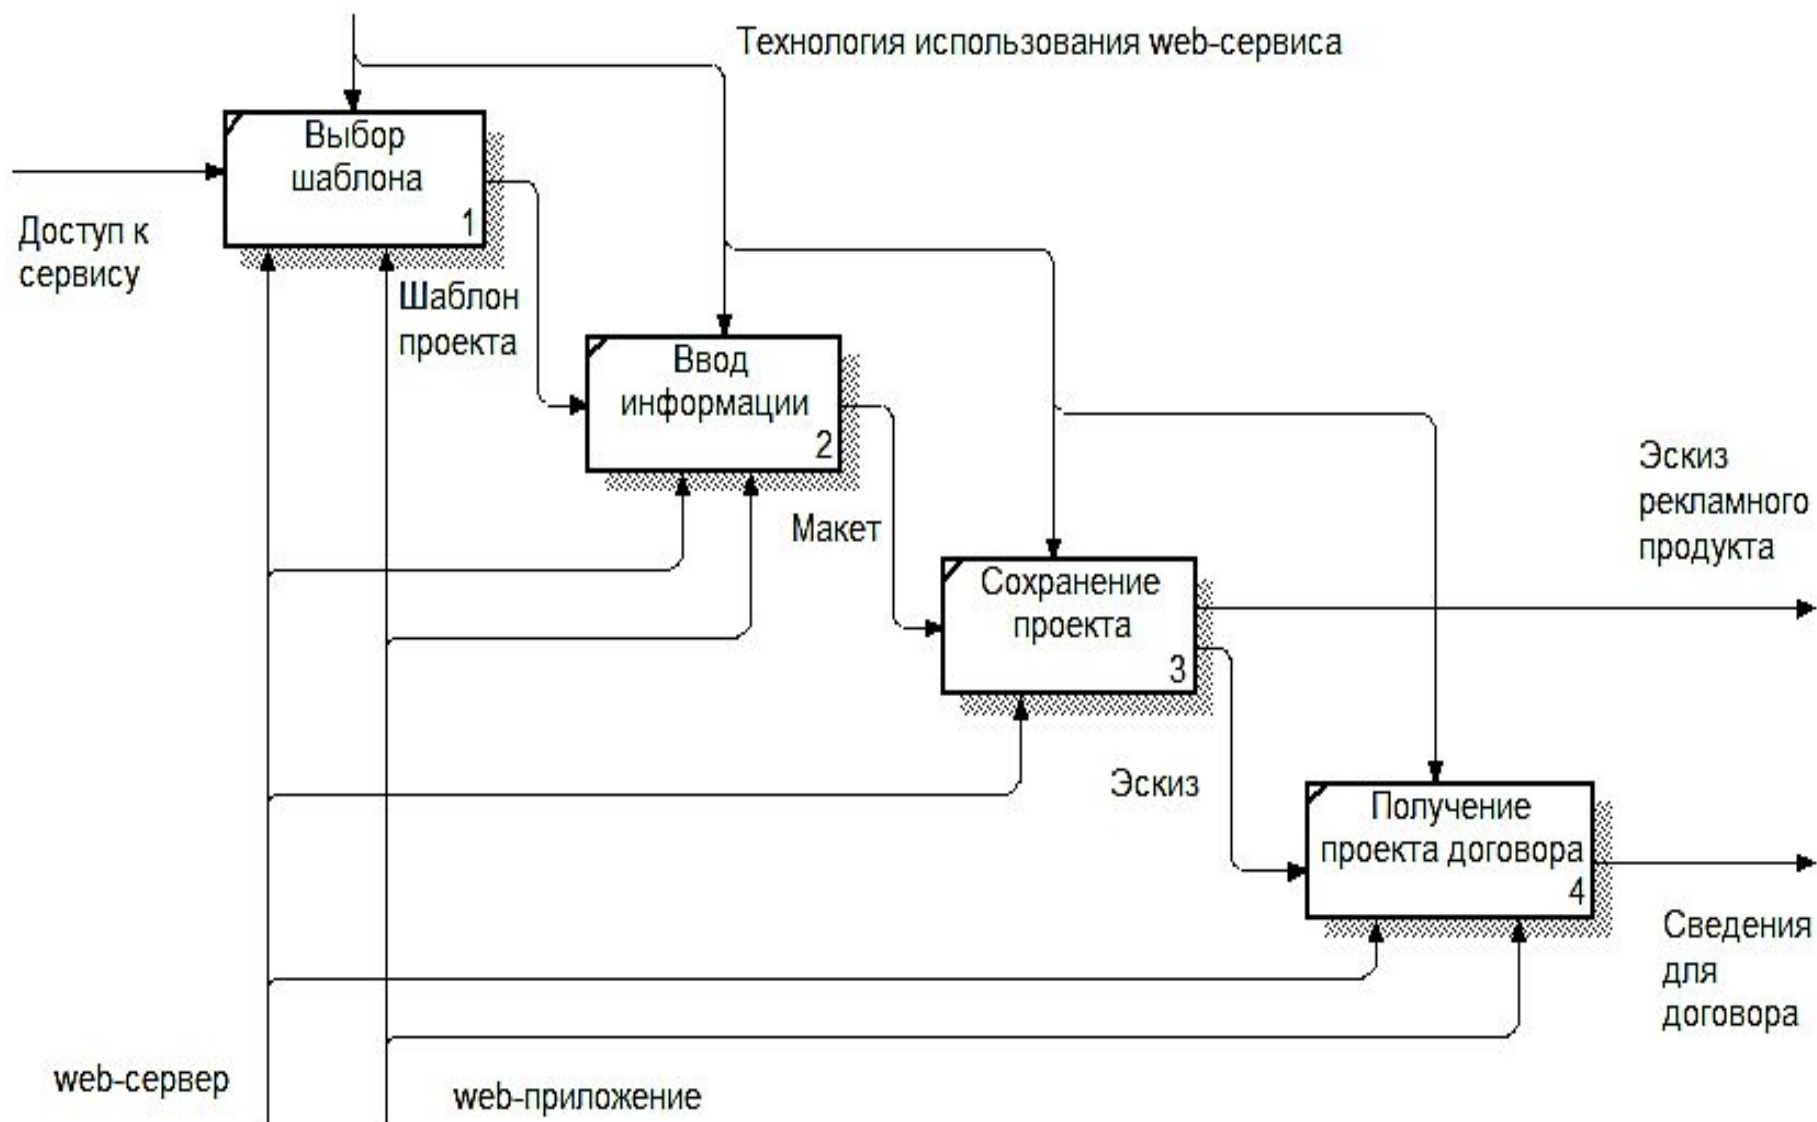 Технология использования web-сервиса
Выбор
шаблона
1
Доступ к
сервису
Шаблон
проекта
Ввод
информации
2
Макет
Эскиз
рекламного
продукта
Сохранение
проекта
3
Эскиз
Получение
проекта договора
4
Сведения
для
договора
web-сервер
web-приложение